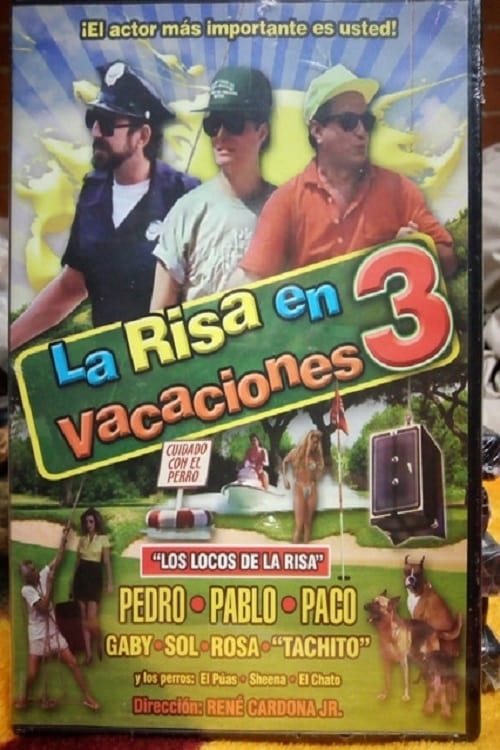 ¡El actor más importante es usted!
La Risa en
Vacaciones 3
CUIDADO
CON EL
PERRO
"LOS LOCOS DE LA RISA"
PEDRO • PABLO • PACO
GABY • SOL • ROSA • "TACHITO"
y los perros: El Púas • Sheena • El Chato
Dirección: RENÉ CARDONA JR.